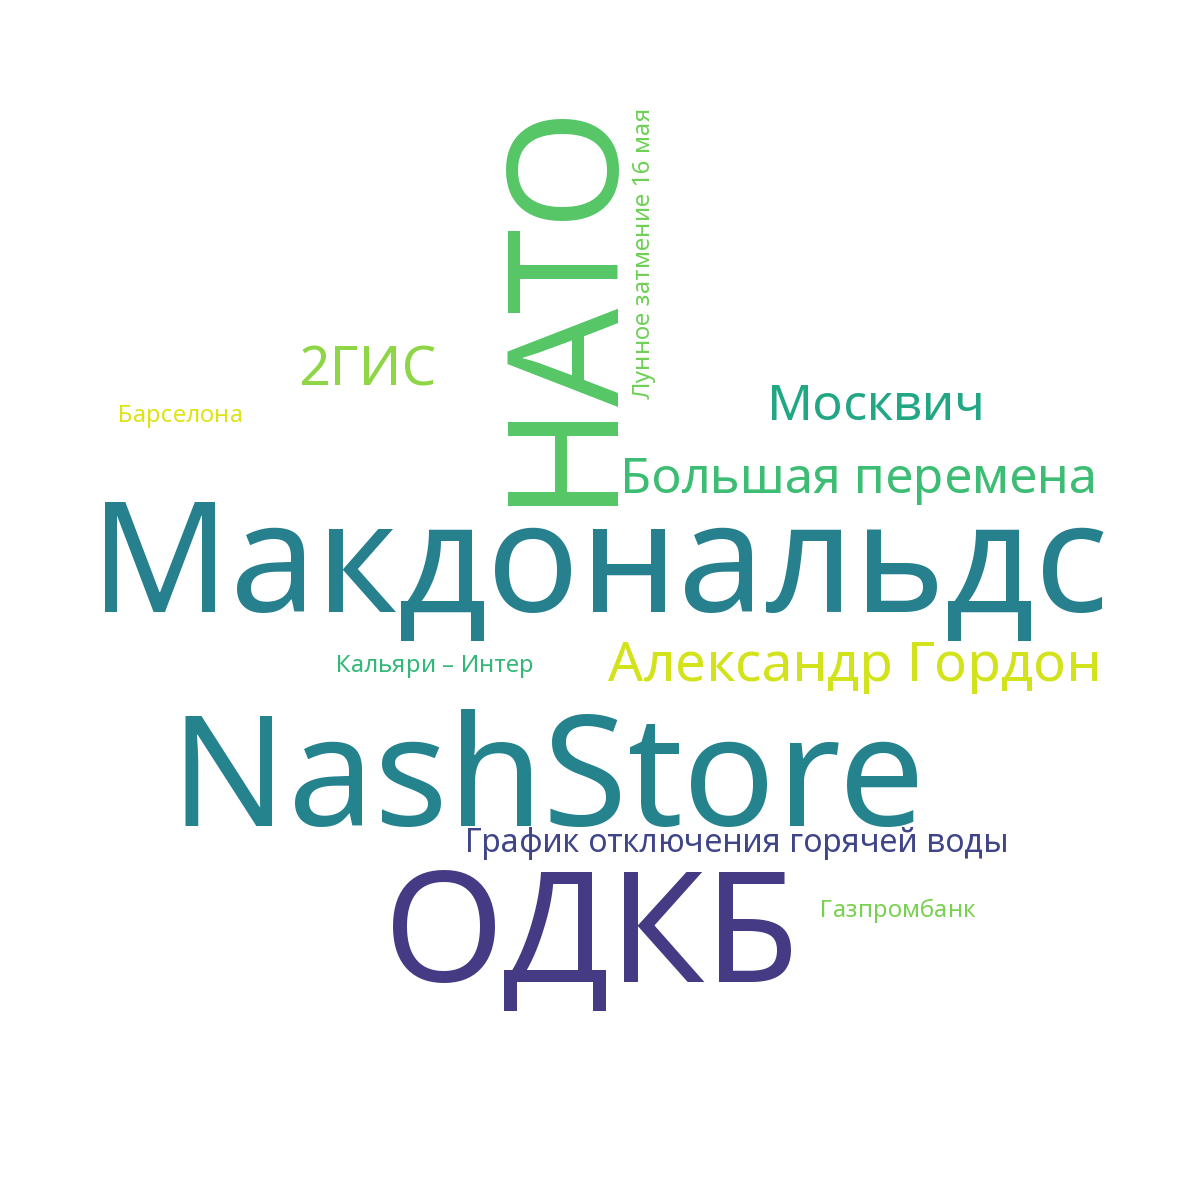 НАТО
Лунное затмение 16 мая
2ГИС
Москвич
Барселона
Большая перемена
Макдональдс
Кальяри – Интер
Александр Гордон
NashStore
График отключения горячей воды
ОДКБ
Газпромбанк